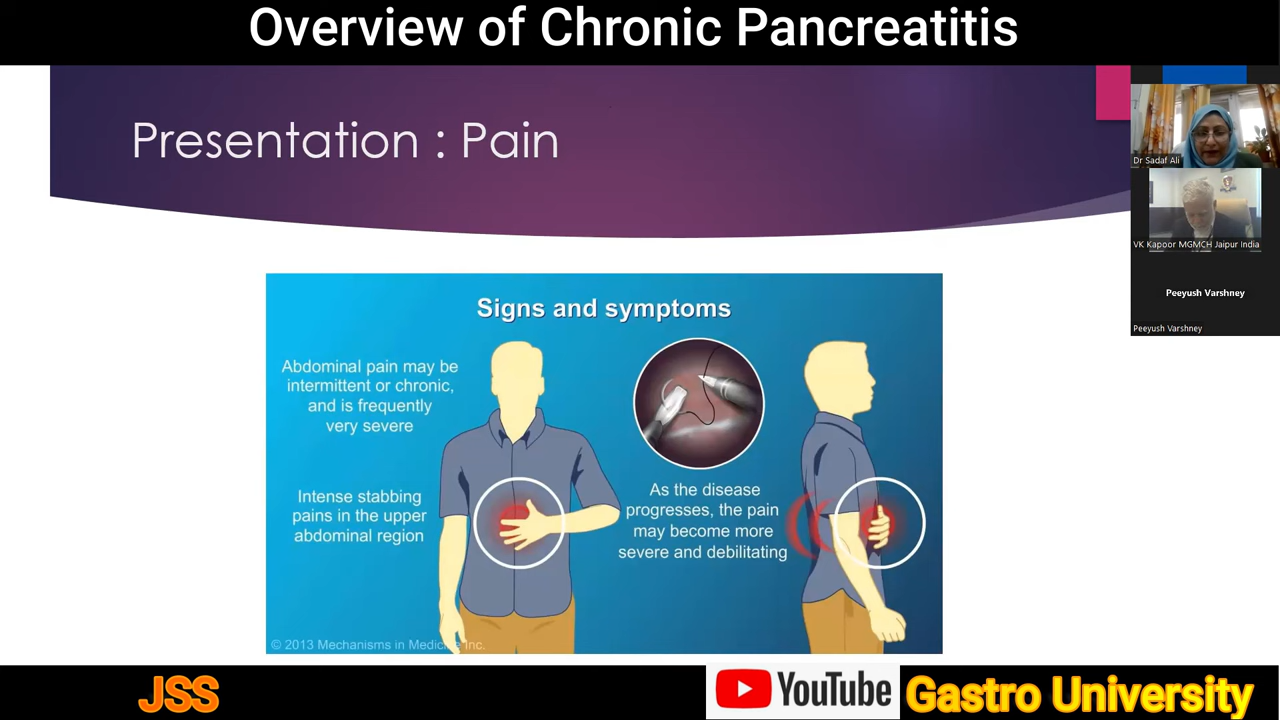 Overview of Chronic Pancreatitis
Presentation : Pain
Dr Sadaf Ali
VK Kapoor MGMCH Jaipur India
Peeyush Varshney
Peeyush Varshney
Signs and symptoms
Abdominal pain may be
intermittent or chronic,
and is frequently
very severe
Intense stabbing
pains in the upper
abdominal region
As the disease
progresses, the pain
may become more
severe and debilitating
© 2013 Mechanisms in Medicine Inc.
JSS
YouTube
Gastro University